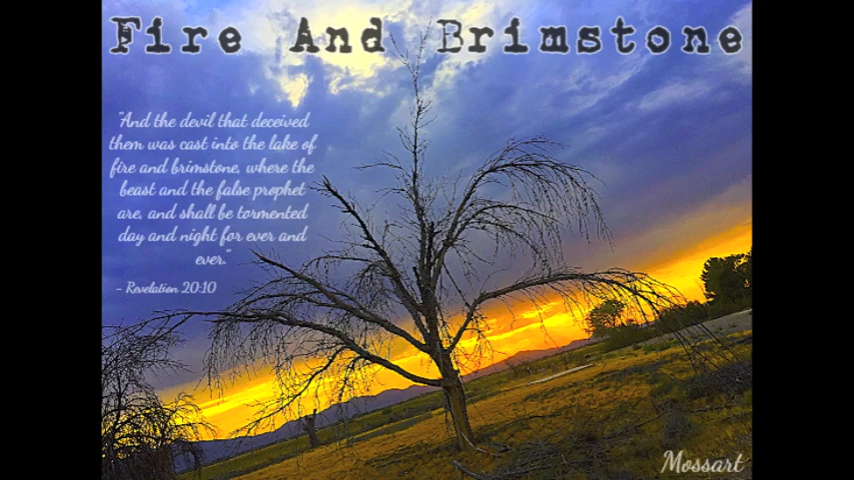 Fire And Brimstone
"And the devil that deceived
them was cast into the lake of
fire and brimstone, where the
beast and the false prophet
are, and shall be tormented
day and night for ever and
ever."
- Revelation 20:10
Mossart